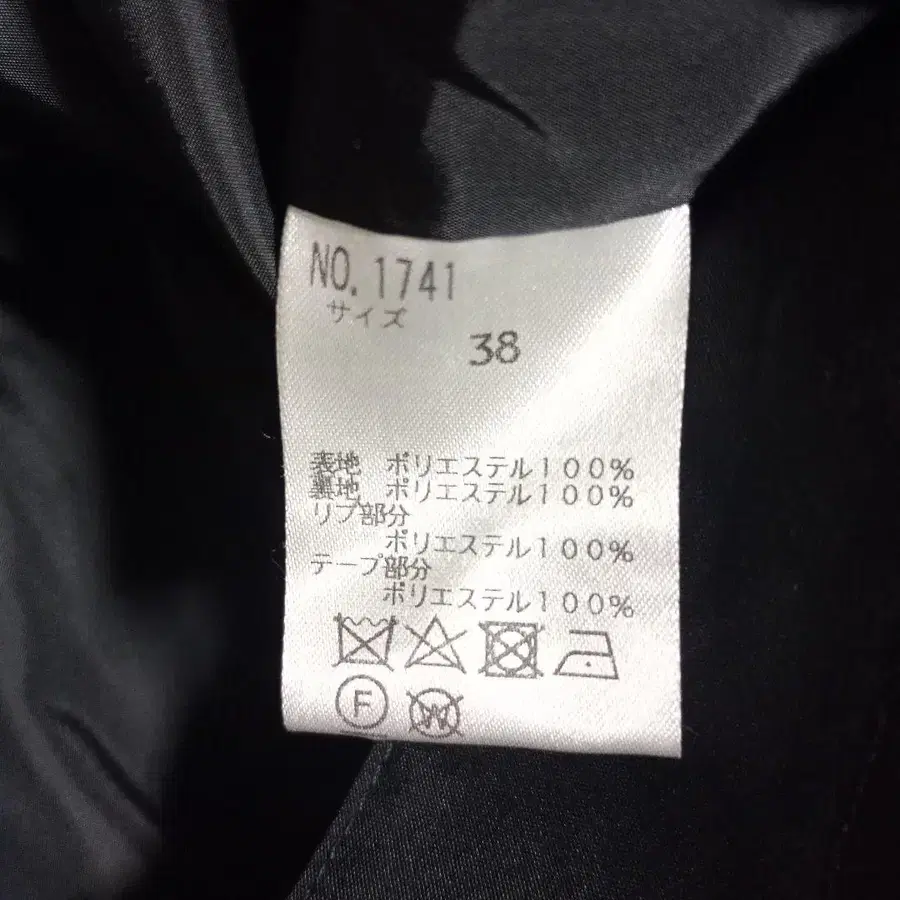 NO. 1741
サイズ
38
表地 ポリエステル100%
裏地 ポリエステル100%
リブ部分
ポリエステル100%
テープ部分
ポリエステル100%
F
W